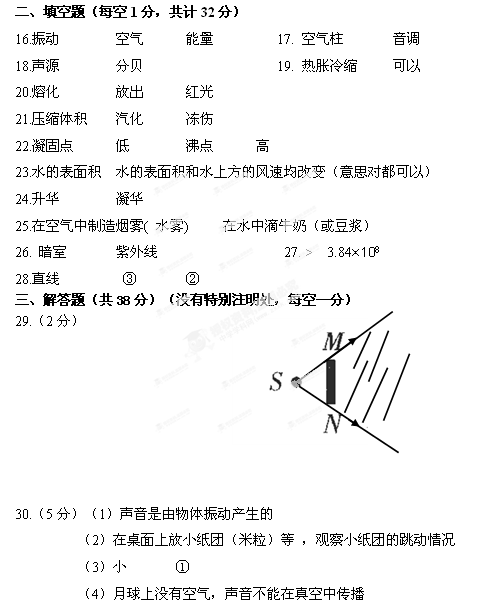 二、填空题（每空1分，共计32分）
16.振动 空气 能量 17. 空气柱 音调
18.声源 分贝 19. 热胀冷缩 可以
20.熔化 放出 红光
21.压缩体积 汽化 冻伤
22.凝固点 低 沸点 高
23.水的表面积 水的表面积和水上方的风速均改变（意思对都可以）
24.升华 凝华
25.在空气中制造烟雾( 水雾) 在水中滴牛奶（或豆浆）
26. 暗室 紫外线 27. > 3.84×10⁸
28.直线 ③ ②
三、解答题（共38分）（没有特别注明处，每空一分）
29.（2分）
M
S
N
30.（5分）（1）声音是由物体振动产生的
（2）在桌面上放小纸团（米粒）等 ，观察小纸团的跳动情况
（3）小 ①
（4）月球上没有空气，声音不能在真空中传播